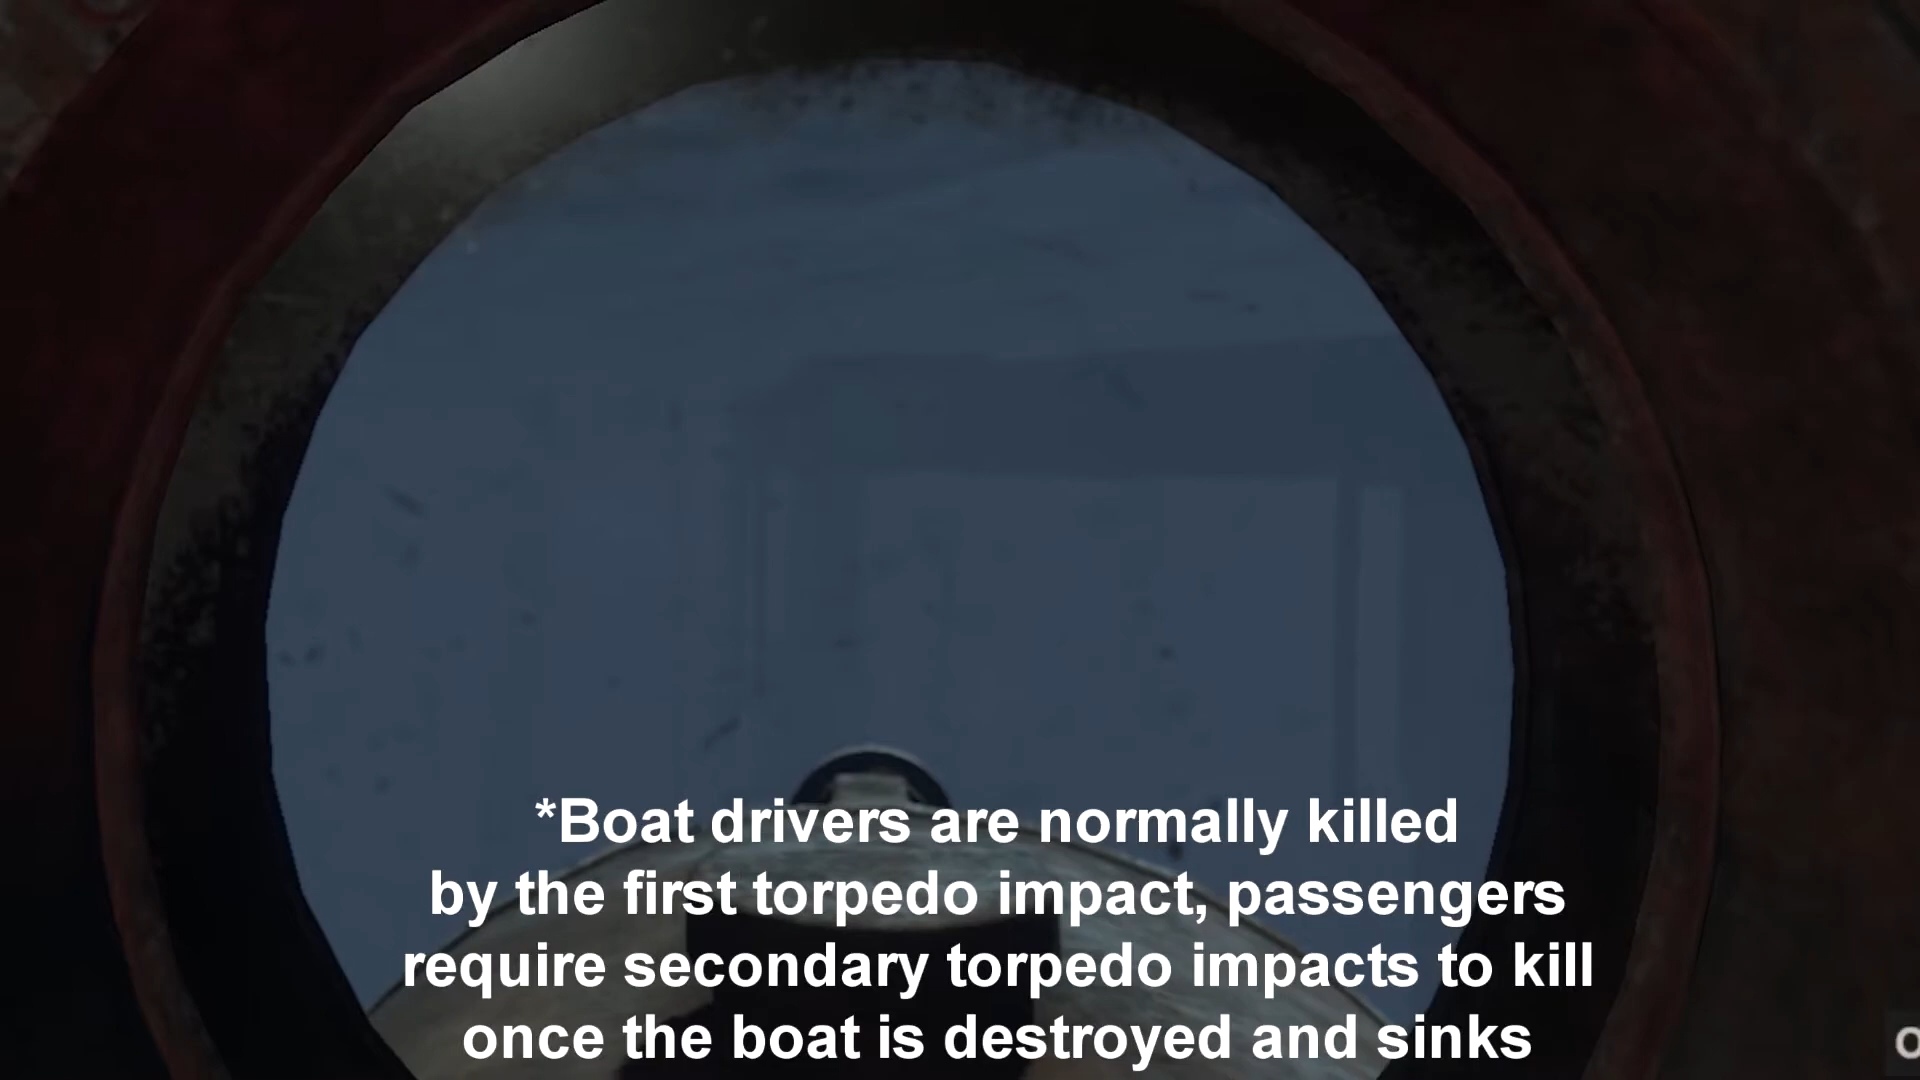 *Boat drivers are normally killed
by the first torpedo impact, passengers
require secondary torpedo impacts to kill
once the boat is destroyed and sinks